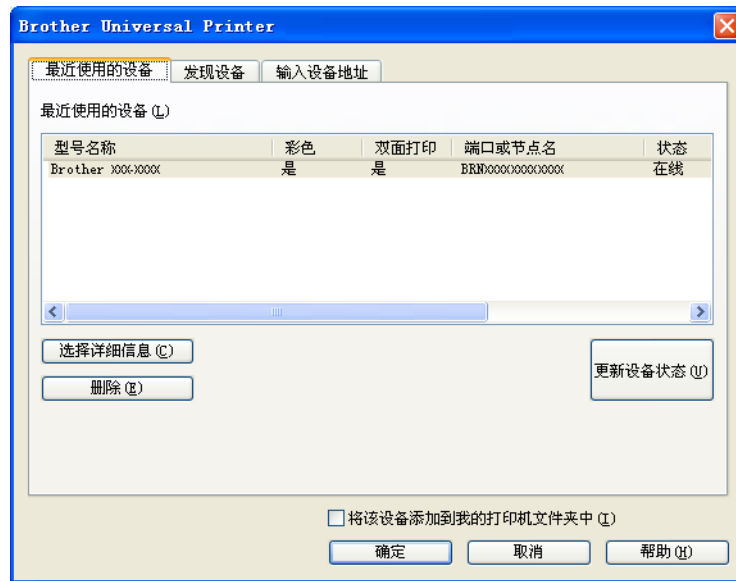 Brother Universal Printer
最近使用的设备 发现设备 输入设备地址
最近使用的设备(L)
型号名称 彩色 双面打印 端口或节点名 状态
Brother XXX-XXXX 是 是 BRNXXXXXXXXXXXX 在线
选择详细信息(C)
更新设备状态(U)
删除(E)
将该设备添加到我的打印机文件夹中(I)
确定 取消 帮助(H)